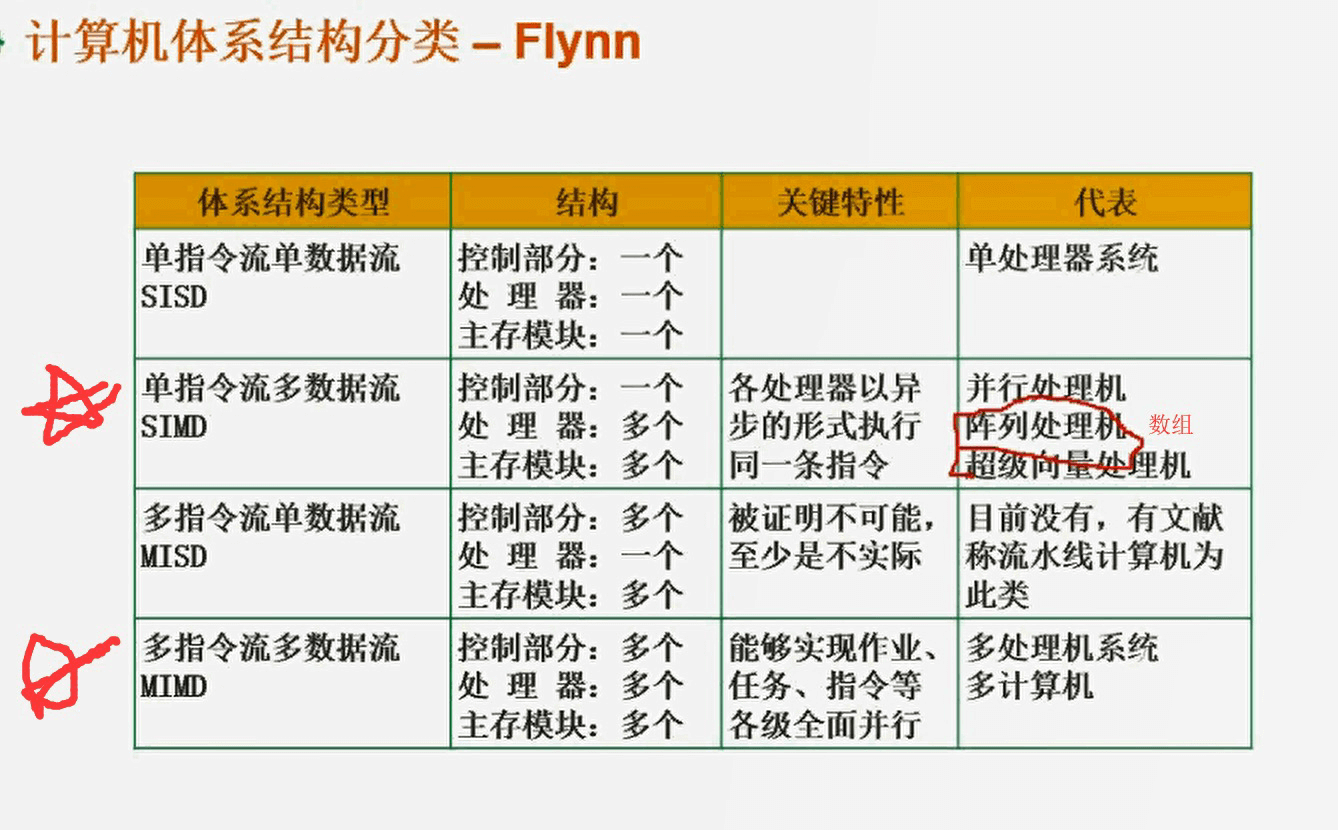 计算机体系结构分类 – Flynn
体系结构类型 结构 关键特性 代表
单指令流单数据流
SISD
控制部分：一个
处 理 器：一个
主存模块：一个
单处理器系统
单指令流多数据流
SIMD
控制部分：一个
处 理 器：多个
主存模块：多个
各处理器以异
步的形式执行
同一条指令
并行处理机
阵列处理机
超级向量处理机
数组
多指令流单数据流
MISD
控制部分：多个
处 理 器：一个
主存模块：多个
被证明不可能，
至少是不实际
目前没有，有文献
称流水线计算机为
此类
多指令流多数据流
MIMD
控制部分：多个
处 理 器：多个
主存模块：多个
能够实现作业、
任务、指令等
各级全面并行
多处理机系统
多计算机